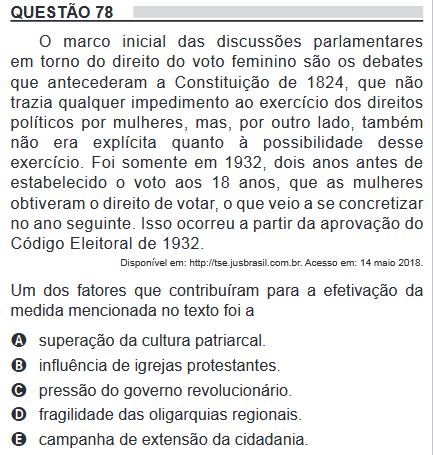 QUESTÃO 78
O marco inicial das discussões parlamentares
em torno do direito do voto feminino são os debates
que antecederam a Constituição de 1824, que não
trazia qualquer impedimento ao exercício dos direitos
políticos por mulheres, mas, por outro lado, também
não era explícita quanto à possibilidade desse
exercício. Foi somente em 1932, dois anos antes de
estabelecido o voto aos 18 anos, que as mulheres
obtiveram o direito de votar, o que veio a se concretizar
no ano seguinte. Isso ocorreu a partir da aprovação do
Código Eleitoral de 1932.
Disponível em: http://tse.jusbrasil.com.br. Acesso em: 14 maio 2018.
Um dos fatores que contribuíram para a efetivação da
medida mencionada no texto foi a
A superação da cultura patriarcal.
B influência de igrejas protestantes.
C pressão do governo revolucionário.
D fragilidade das oligarquias regionais.
E campanha de extensão da cidadania.